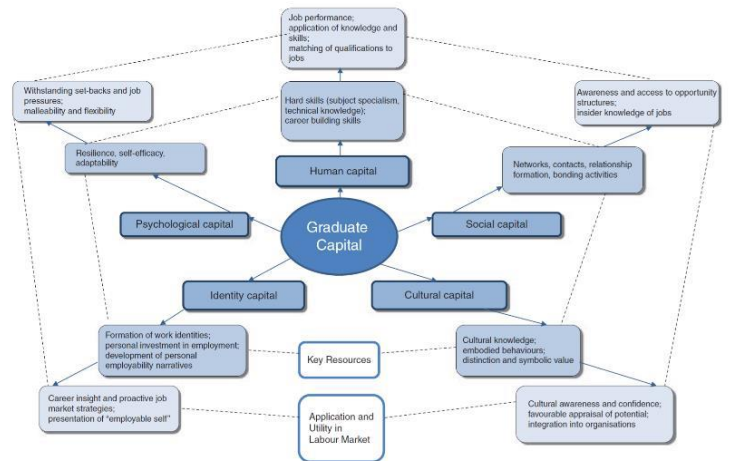 Job performance;
application of knowledge and
skills;
matching of qualifications to
jobs
Withstanding set-backs and job
pressures;
malleability and flexibility
Hard skills (subject specialism,
technical knowledge);
career building skills
Awareness and access to opportunity
structures;
insider knowledge of jobs
Resilience, self-efficacy,
adaptability
Human capital
Networks, contacts, relationship
formation, bonding activities
Psychological capital
Graduate
Capital
Social capital
Identity capital
Cultural capital
Formation of work identities;
personal investment in employment;
development of personal
employability narratives
Key Resources
Cultural knowledge;
embodied behaviours;
distinction and symbolic value
Career insight and proactive job
market strategies;
presentation of "employable self"
Application and
Utility in
Labour Market
Cultural awareness and confidence;
favourable appraisal of potential;
integration into organisations